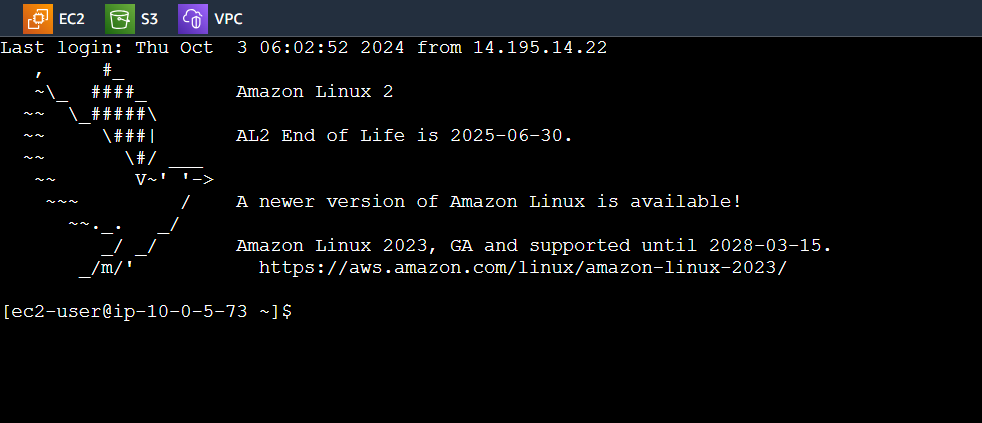 EC2 S3 VPC
Last login: Thu Oct  3 06:02:52 2024 from 14.195.14.22
   ,     #_
   ~\_  ####_        Amazon Linux 2
  ~~  \_#####\
  ~~     \###|       AL2 End of Life is 2025-06-30.
  ~~       \#/ ___
   ~~       V~' '->
    ~~~         /    A newer version of Amazon Linux is available!
      ~~._.   _/
         _/ _/       Amazon Linux 2023, GA and supported until 2028-03-15.
       _/m/'           https://aws.amazon.com/linux/amazon-linux-2023/
[ec2-user@ip-10-0-5-73 ~]$